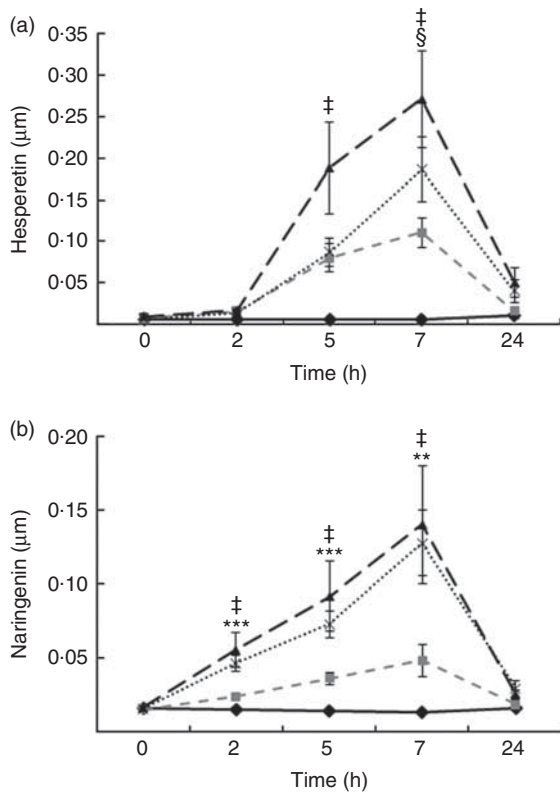 (a)
0·35
0·30
0·25
0·20
0·15
0·10
0·05
Hesperetin (μm)
‡
‡
§
0 2 5 7 24
Time (h)
(b)
0·20
0·15
0·10
0·05
Naringenin (μm)
‡
***
‡
***
‡
**
0 2 5 7 24
Time (h)